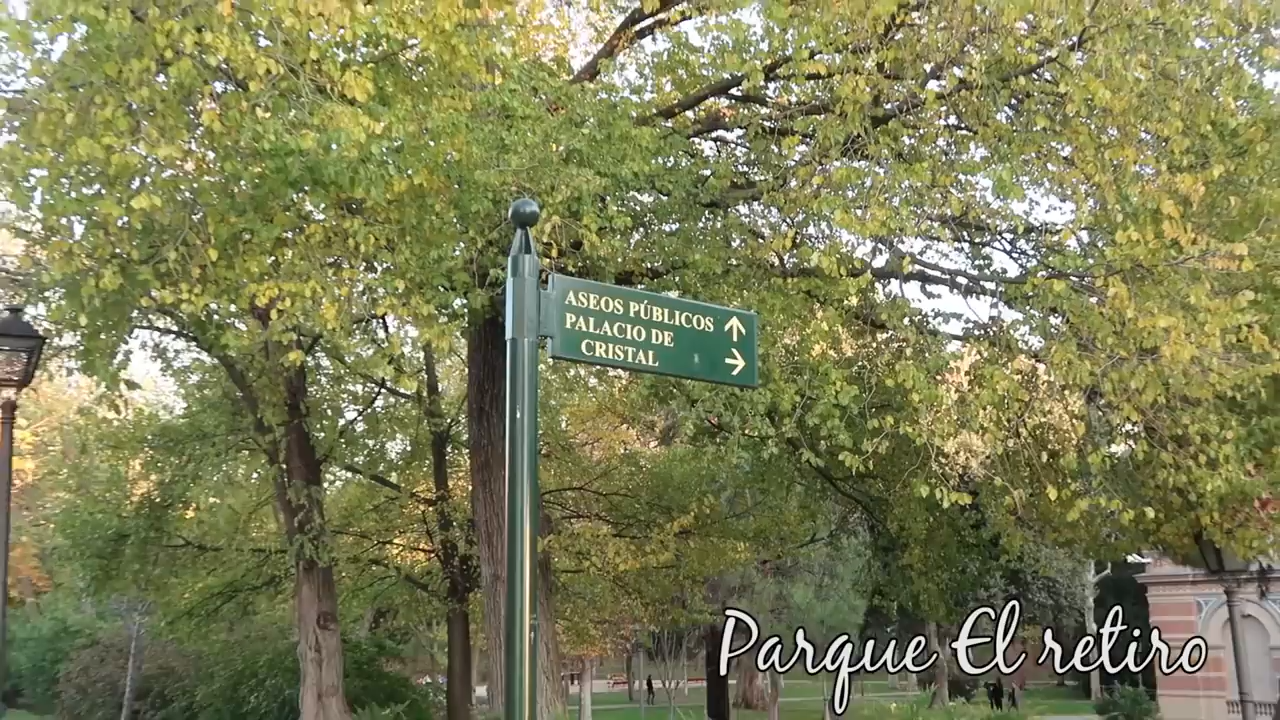 ASEOS PÚBLICOS ↑
PALACIO DE
CRISTAL →
Parque El retiro